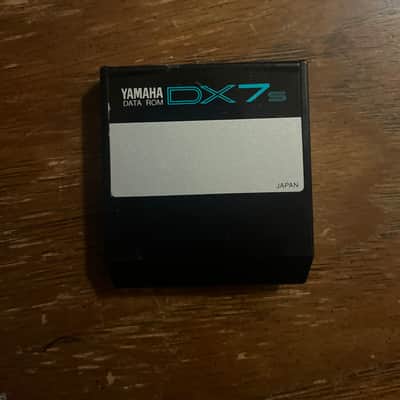 YAMAHA DX7s
DATA ROM
JAPAN